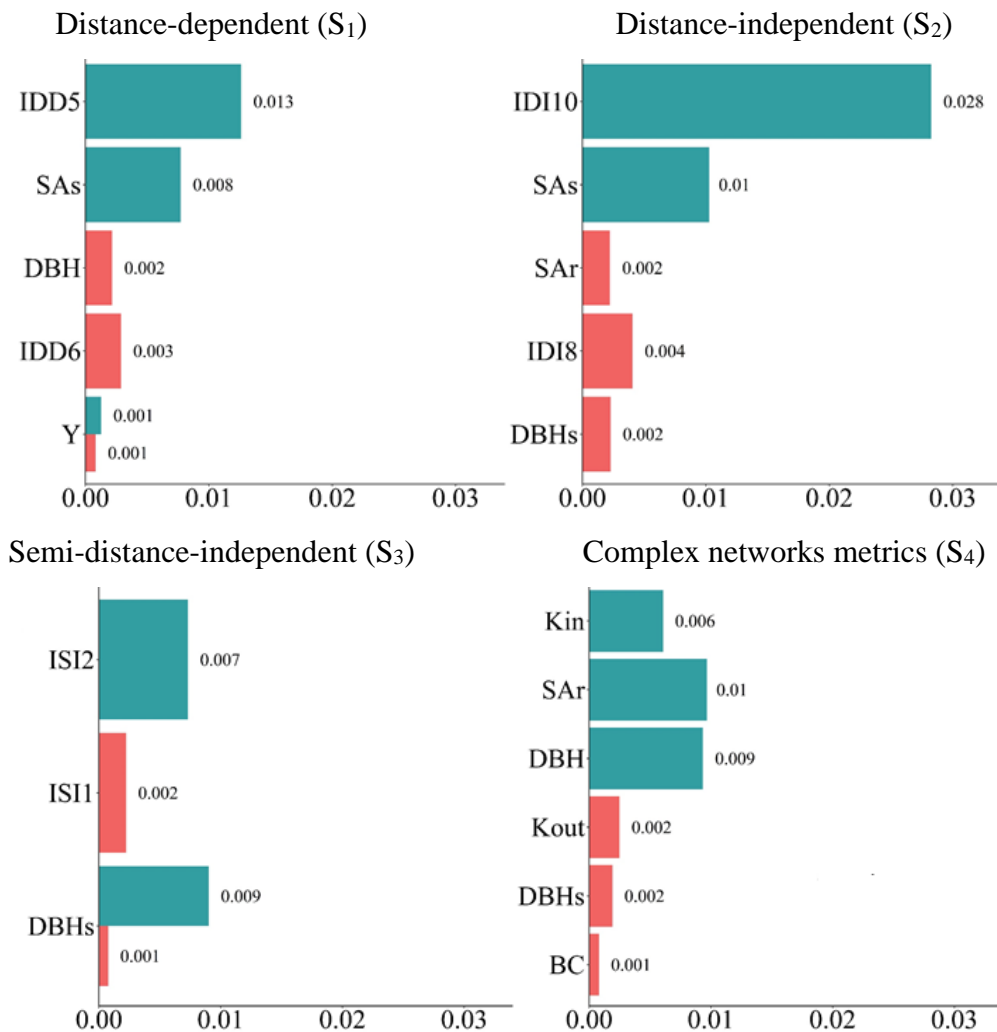 Distance-dependent (S₁)
IDD5
0.013
SAs
0.008
DBH
0.002
IDD6
0.003
Y
0.001
0.001
0.00 0.01 0.02 0.03
Distance-independent (S₂)
IDI10
0.028
SAs
0.01
SAr
0.002
IDI8
0.004
DBHs
0.002
0.00 0.01 0.02 0.03
Semi-distance-independent (S₃)
ISI2
0.007
ISI1
0.002
DBHs
0.009
0.001
0.00 0.01 0.02 0.03
Complex networks metrics (S₄)
Kin
0.006
SAr
0.01
DBH
0.009
Kout
0.002
DBHs
0.002
BC
0.001
0.00 0.01 0.02 0.03